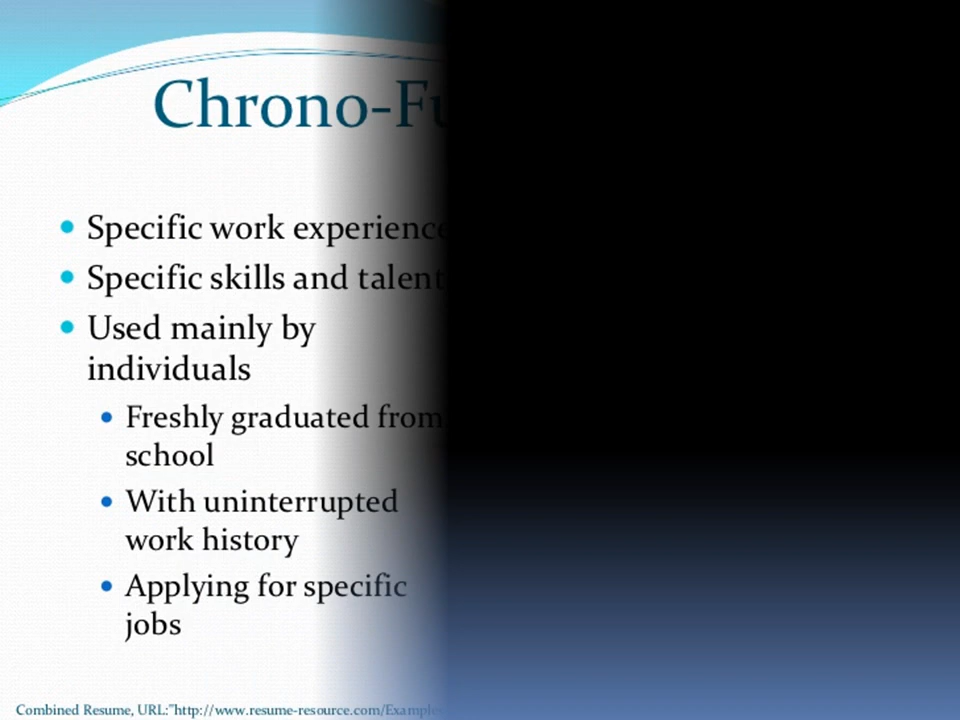 Chrono-Fu
Specific work experience
Specific skills and talent
Used mainly by
individuals
Freshly graduated from
school
With uninterrupted
work history
Applying for specific
jobs
Combined Resume, URL:"http://www.resume-resource.com/Example